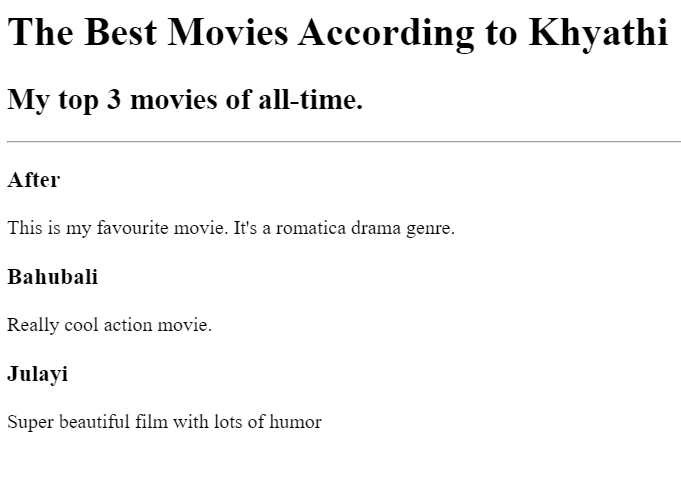 The Best Movies According to Khyathi
My top 3 movies of all-time.
After
This is my favourite movie. It's a romatica drama genre.
Bahubali
Really cool action movie.
Julayi
Super beautiful film with lots of humor